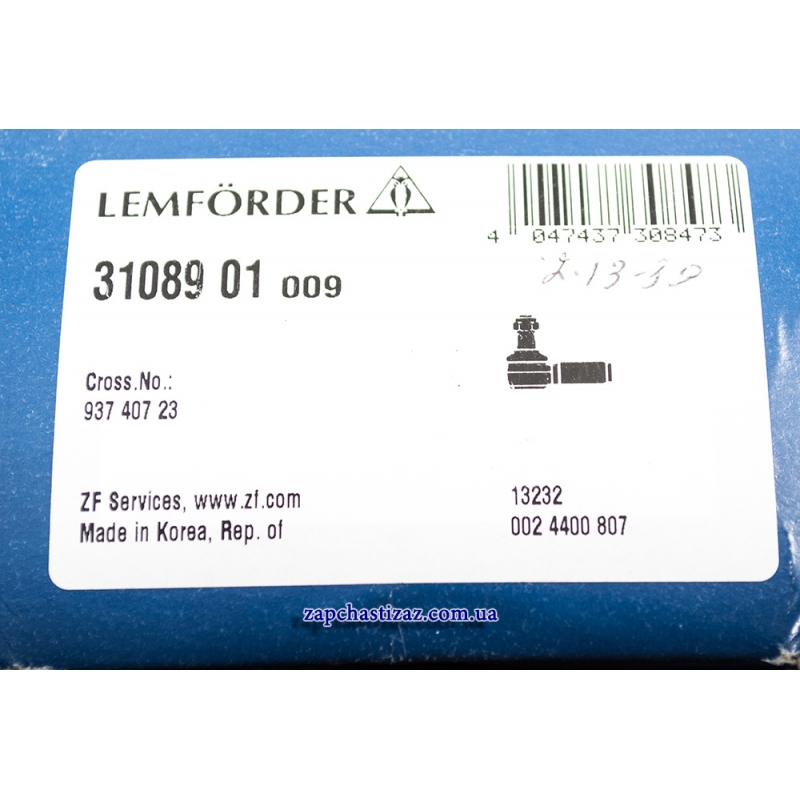 LEMFÖRDER
4 047437 308473
31089 01 009
Cross.No.:
937 407 23
ZF Services, www.zf.com
Made in Korea, Rep. of
13232
002 4400 807
zapchastizaz.com.ua